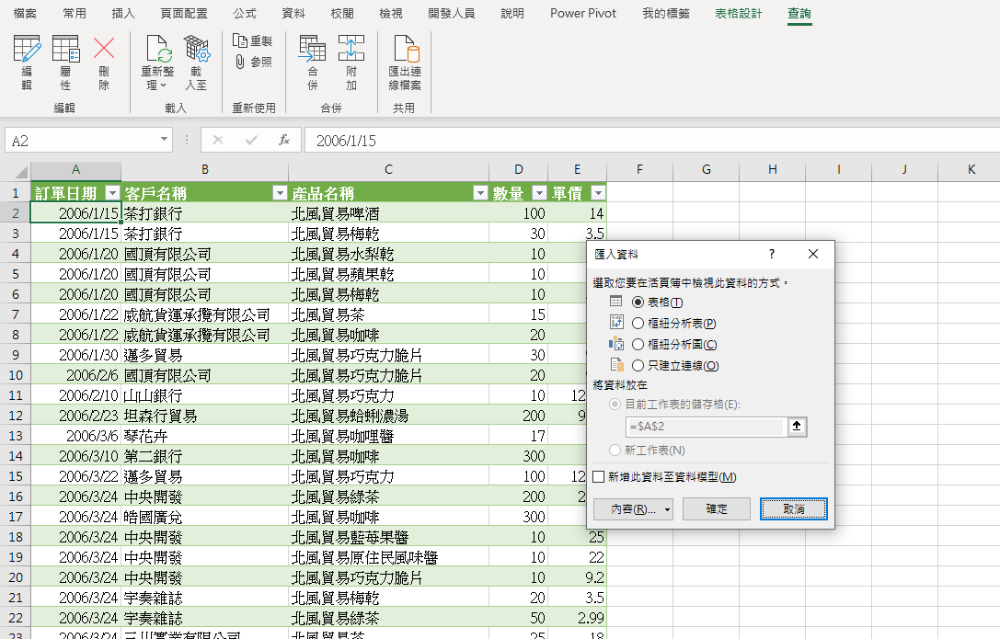 檔案 常用 插入 頁面配置 公式 資料 校閱 檢視 開發人員 說明 Power Pivot 我的標籤 表格設計 查詢
編輯 屬性 刪除 重新整理 載入至 重製 參照 合併 附加 匯出連線檔案
編輯 載入 重新使用 合併 共用
A2 fx 2006/1/15
A B C D E F G H I J K
1 訂單日期 客戶名稱 產品名稱 數量 單價
2 2006/1/15 茶打銀行 北風貿易啤酒 100 14
3 2006/1/15 茶打銀行 北風貿易梅乾 30 3.5
4 2006/1/20 國頂有限公司 北風貿易水梨乾 10
5 2006/1/20 國頂有限公司 北風貿易蘋果乾 10
6 2006/1/20 國頂有限公司 北風貿易梅乾 10
7 2006/1/22 威航貨運承攬有限公司 北風貿易茶 15
8 2006/1/22 威航貨運承攬有限公司 北風貿易咖啡 20
9 2006/1/30 邁多貿易 北風貿易巧克力脆片 30
10 2006/2/6 國頂有限公司 北風貿易巧克力脆片 20
11 2006/2/10 山山銀行 北風貿易巧克力 10 12
12 2006/2/23 坦森行貿易 北風貿易蛤蜊濃湯 200 9
13 2006/3/6 琴花卉 北風貿易咖哩醬 17
14 2006/3/10 第二銀行 北風貿易咖啡 300
15 2006/3/22 邁多貿易 北風貿易巧克力 100 12
16 2006/3/24 中央開發 北風貿易綠茶 200 2
17 2006/3/24 皓國廣兌 北風貿易咖啡 300
18 2006/3/24 中央開發 北風貿易藍莓果醬 10 25
19 2006/3/24 中央開發 北風貿易原住民風味醬 10 22
20 2006/3/24 中央開發 北風貿易巧克力脆片 10 9.2
21 2006/3/24 宇奏雜誌 北風貿易梅乾 20 3.5
22 2006/3/24 宇奏雜誌 北風貿易綠茶 50 2.99
23 2006/3/24 三川實業有限公司 北風貿易茶 25 18
匯入資料 ?
選取您要在活頁簿中檢視此資料的方式。
表格(T)
樞紐分析表(P)
樞紐分析圖(C)
只建立連線(O)
將資料放在
目前工作表的儲存格(E):
=$A$2
新工作表(N)
新增此資料至資料模型(M)
內容(R)... 確定 取消